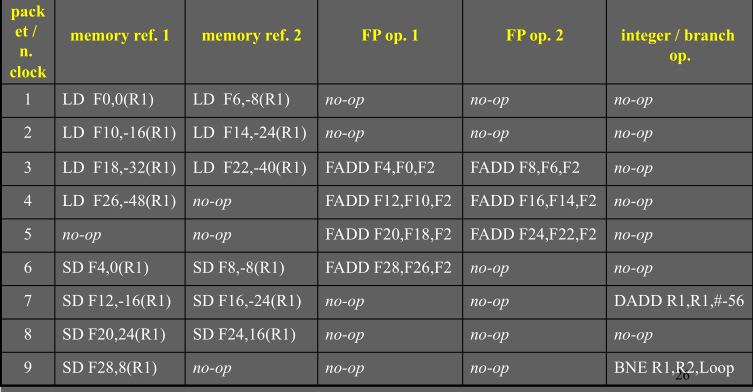 pack et / n. clock | memory ref. 1 | memory ref. 2 | FP op. 1 | FP op. 2 | integer / branch op.
1 | LD F0,0(R1) | LD F6,-8(R1) | no-op | no-op | no-op
2 | LD F10,-16(R1) | LD F14,-24(R1) | no-op | no-op | no-op
3 | LD F18,-32(R1) | LD F22,-40(R1) | FADD F4,F0,F2 | FADD F8,F6,F2 | no-op
4 | LD F26,-48(R1) | no-op | FADD F12,F10,F2 | FADD F16,F14,F2 | no-op
5 | no-op | no-op | FADD F20,F18,F2 | FADD F24,F22,F2 | no-op
6 | SD F4,0(R1) | SD F8,-8(R1) | FADD F28,F26,F2 | no-op | no-op
7 | SD F12,-16(R1) | SD F16,-24(R1) | no-op | no-op | DADD R1,R1,#-56
8 | SD F20,24(R1) | SD F24,16(R1) | no-op | no-op | no-op
9 | SD F28,8(R1) | no-op | no-op | no-op | BNE R1,R2,Loop
26